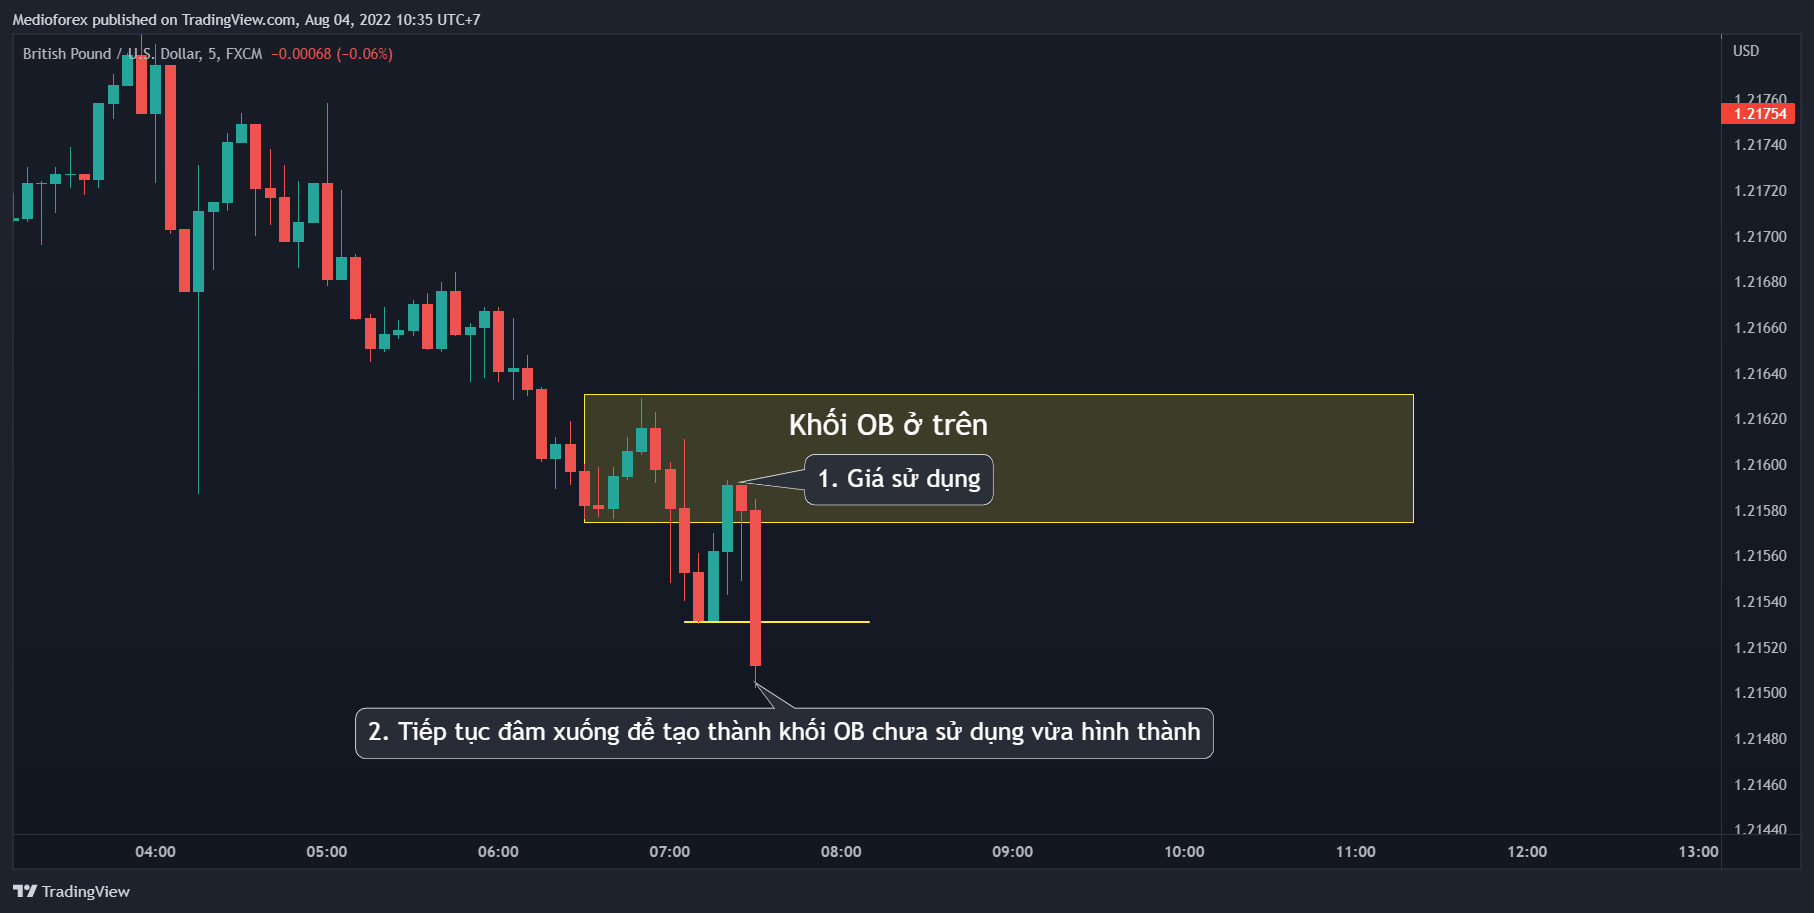 Medioforex published on TradingView.com, Aug 04, 2022 10:35 UTC+7
British Pound / U.S. Dollar, 5, FXCM −0.00068 (−0.06%)
USD
1.21760
1.21754
1.21740
1.21720
1.21700
1.21680
1.21660
1.21640
1.21620
1.21600
1.21580
1.21560
1.21540
1.21520
1.21500
1.21480
1.21460
1.21440
Khối OB ở trên
1. Giá sử dụng
2. Tiếp tục đâm xuống để tạo thành khối OB chưa sử dụng vừa hình thành
04:00 05:00 06:00 07:00 08:00 09:00 10:00 11:00 12:00 13:00
TradingView